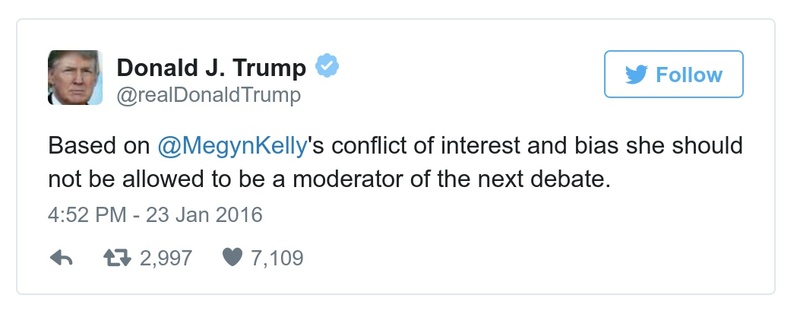 Donald J. Trump
@realDonaldTrump
Follow
Based on @MegynKelly's conflict of interest and bias she should
not be allowed to be a moderator of the next debate.
4:52 PM - 23 Jan 2016
2,997 7,109